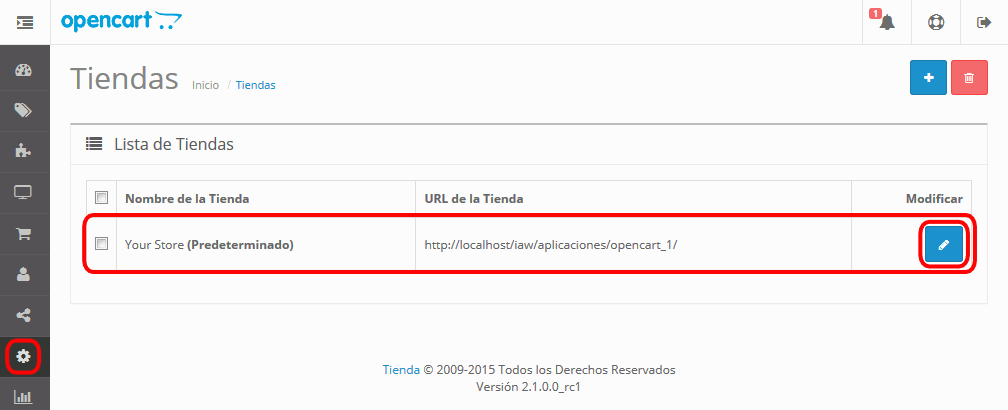 opencart
1
Tiendas Inicio / Tiendas
Lista de Tiendas
Nombre de la Tienda URL de la Tienda Modificar
Your Store (Predeterminado) http://localhost/iaw/aplicaciones/opencart_1/
Tienda © 2009-2015 Todos los Derechos Reservados
Versión 2.1.0.0_rc1